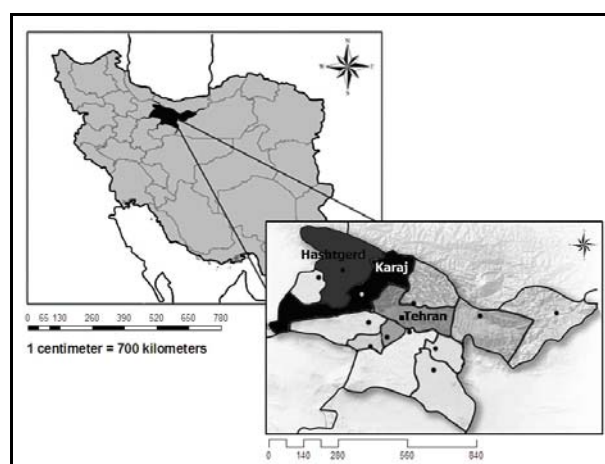 N
W E
S
Hashtgerd
Karaj
Tehran
0 65 130 260 390 520 650 780
1 centimeter = 700 kilometers
0 140 280 560 840